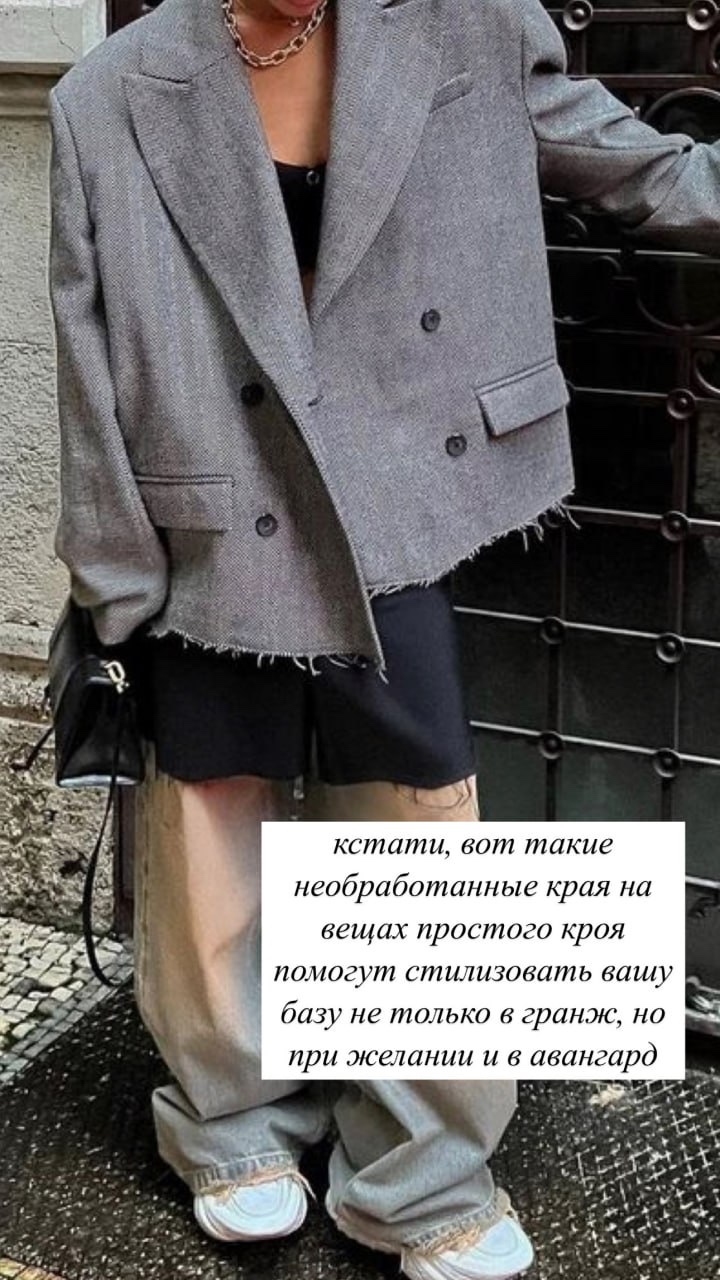 кстати, вот такие
необработанные края на
вещах простого кроя
помогут стилизовать вашу
базу не только в гранж, но
при желании и в авангард